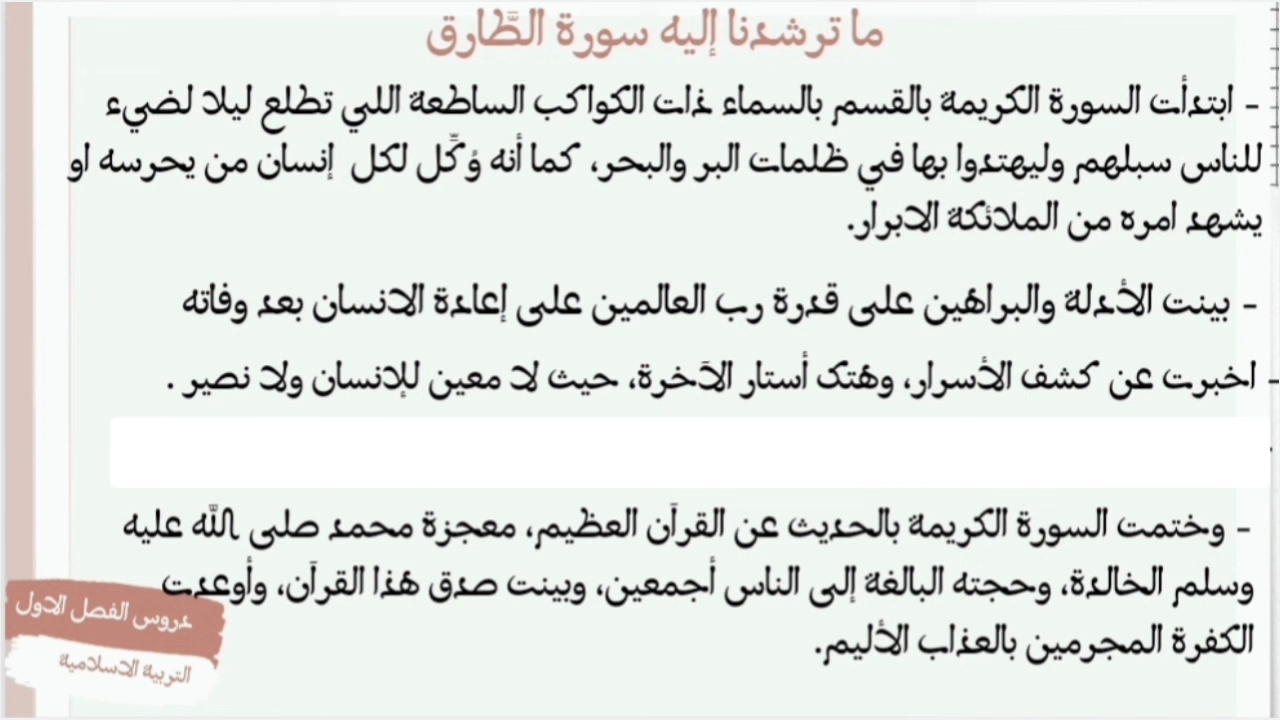 ما ترشدنا إليه سورة الطَّارق
- ابتدأت السورة الكريمة بالقسم بالسماء ذات الكواكب الساطعة اللي تطلع ليلا لضيء
للناس سبلهم وليهتدوا بها في ظلمات البر والبحر، كما أنه وُكَّل لكل إنسان من يحرسه او
يشهد امره من الملائكة الابرار.
- بينت الأدلة والبراهين على قدرة رب العالمين على إعادة الانسان بعد وفاته
- اخبرت عن كشف الأسرار، وهتك أستار الآخرة، حيث لا معين للإنسان ولا نصير .
- وختمت السورة الكريمة بالحديث عن القرآن العظيم، معجزة محمد صلى الله عليه
وسلم الخالدة، وحجته البالغة إلى الناس أجمعين، وبينت صدق هذا القرآن، وأوعدت
الكفرة المجرمين بالعذاب الأليم.
دروس الفصل الاول
التربية الاسلامية